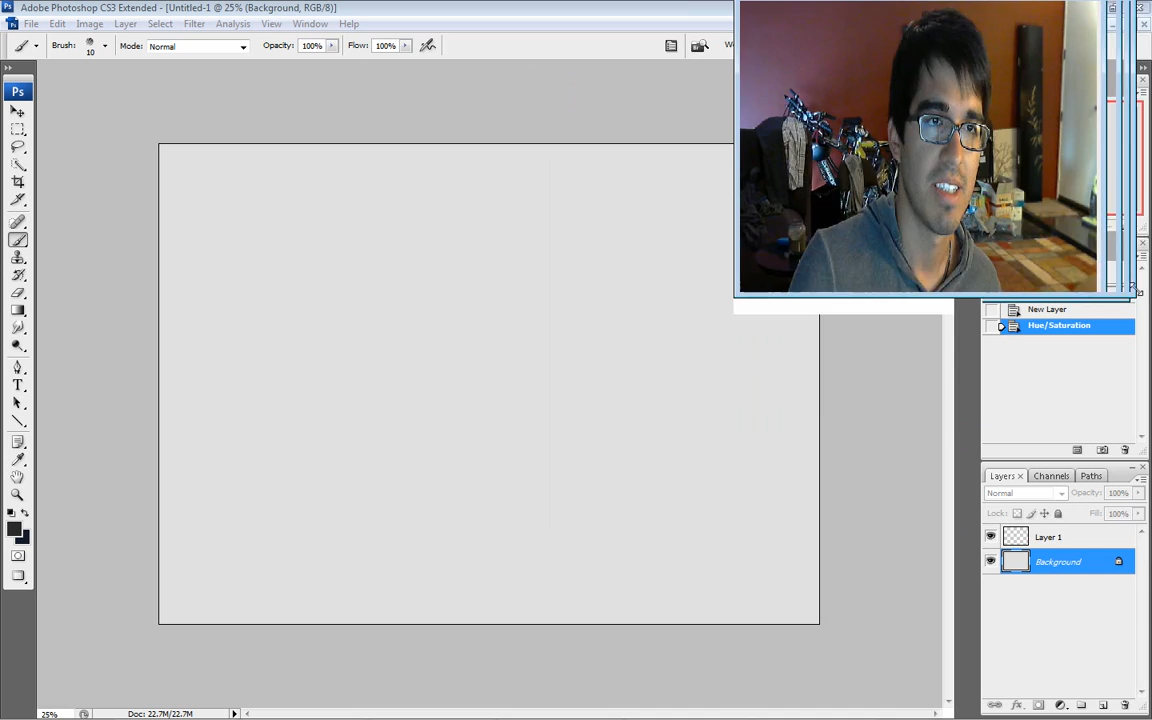 Adobe Photoshop CS3 Extended - [Untitled-1 @ 25% (Background, RGB/8)]
File Edit Image Layer Select Filter Analysis View Window Help
Brush: 10 Mode: Normal Opacity: 100% Flow: 100%
Ps
New Layer
Hue/Saturation
Layers × Channels Paths
Normal Opacity: 100%
Lock: Fill: 100%
Layer 1
Background
T
25% Doc: 22.7M/22.7M